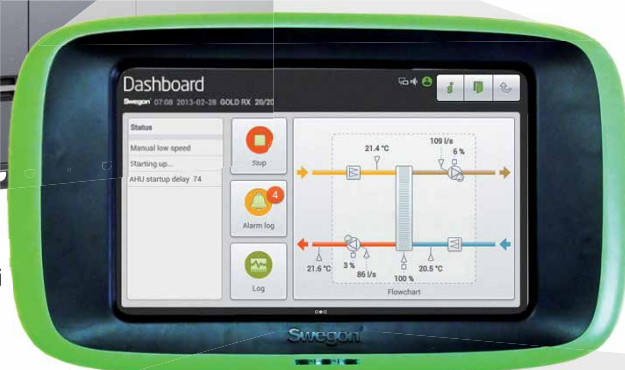 Dashboard
Swegon 07:08 2013-02-28 GOLD RX 20/20
Status
Manual low speed
Starting up...
AHU startup delay 74
Stop
4
Alarm log
Log
21.4 °C
109 l/s
6 %
21.6 °C
3 %
86 l/s
100 %
20.5 °C
Flowchart
Swegon
i